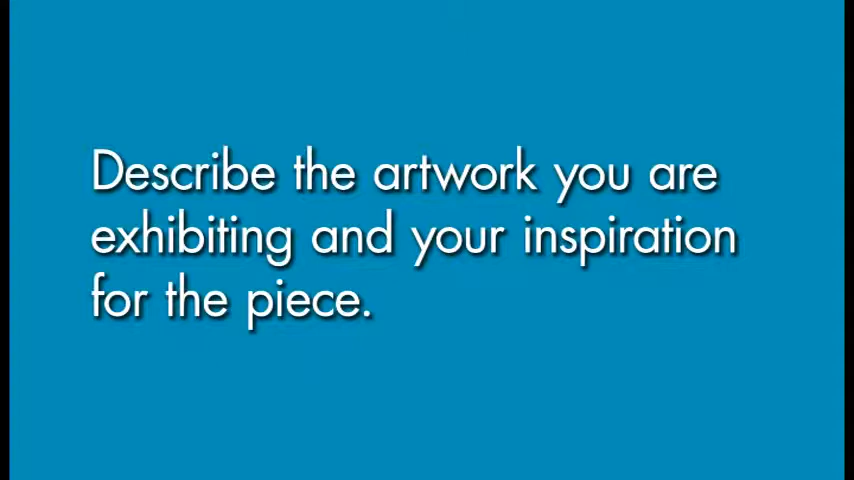 Describe the artwork you are
exhibiting and your inspiration
for the piece.